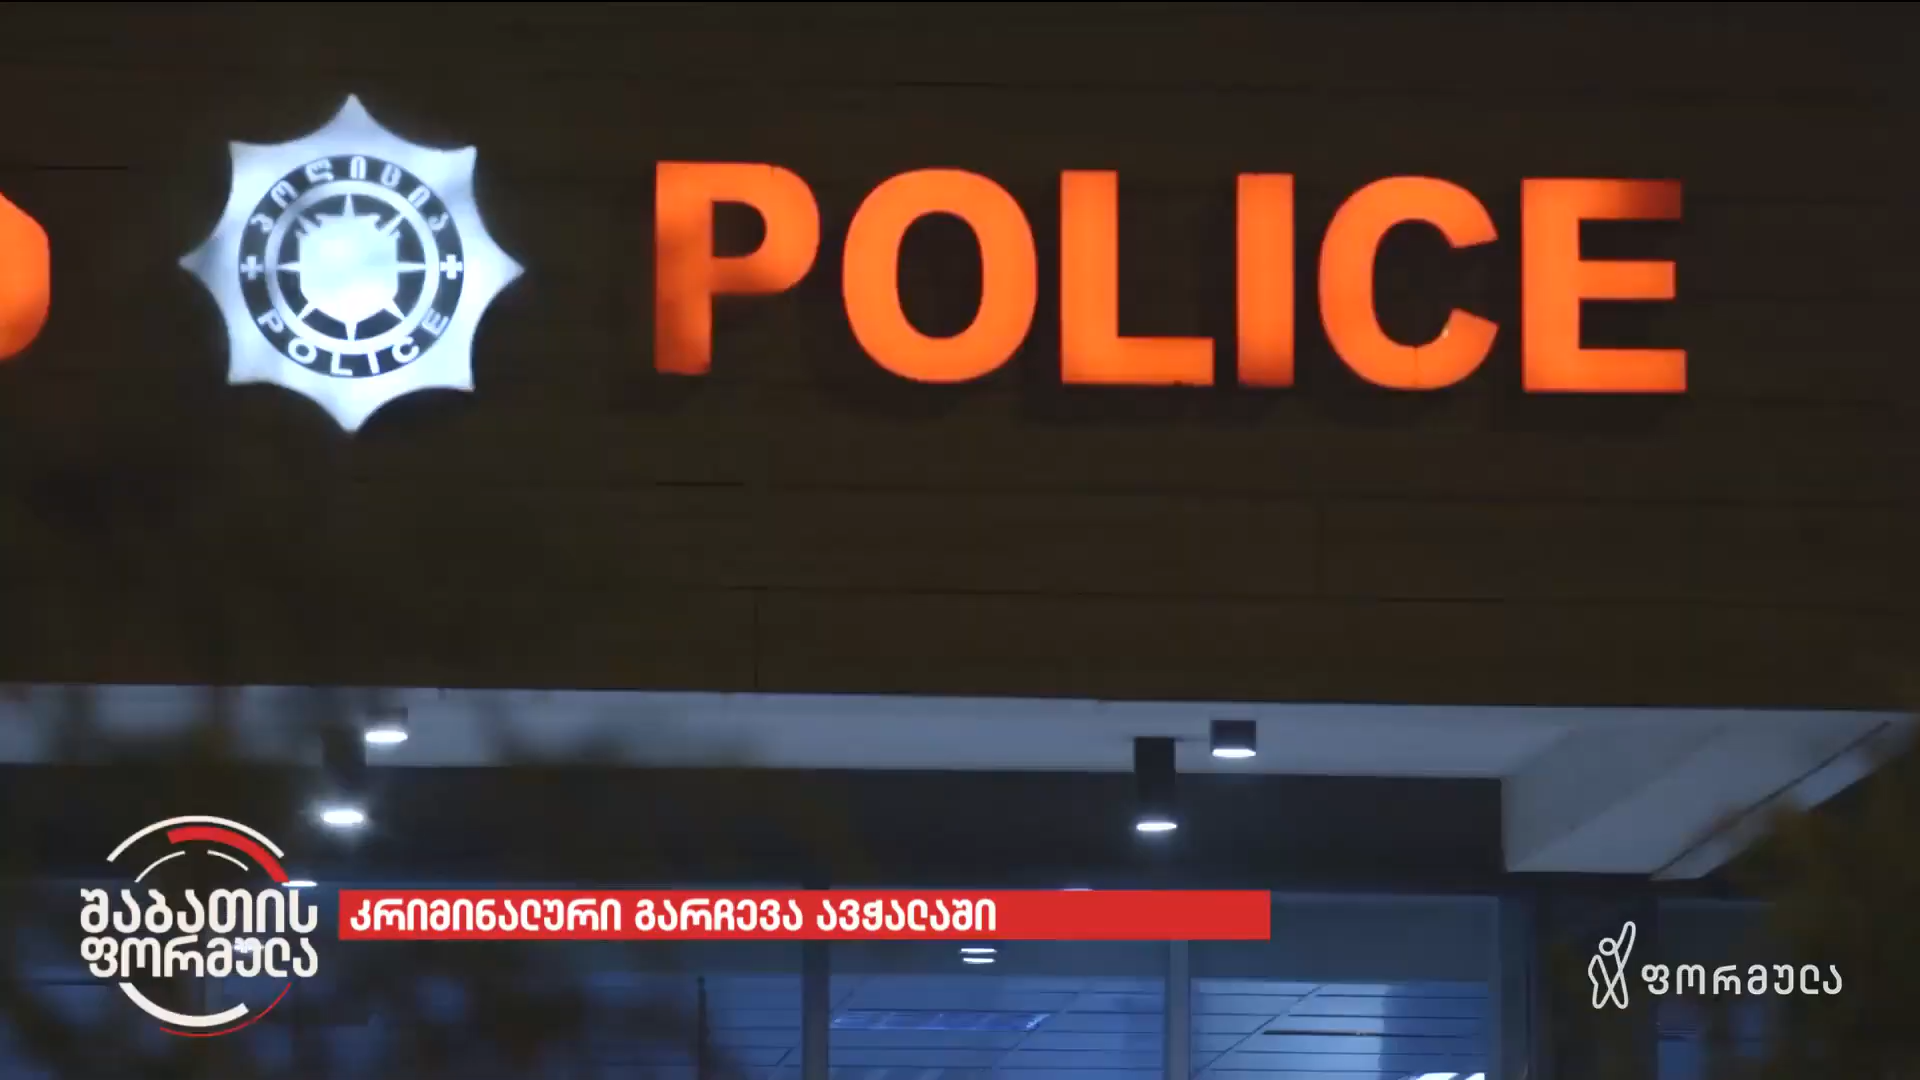 პოლიცია
POLICE
POLICE
შაბათის
ფორმულა
კრიმინალური გარჩევა ავჭალაში
ფორმულა